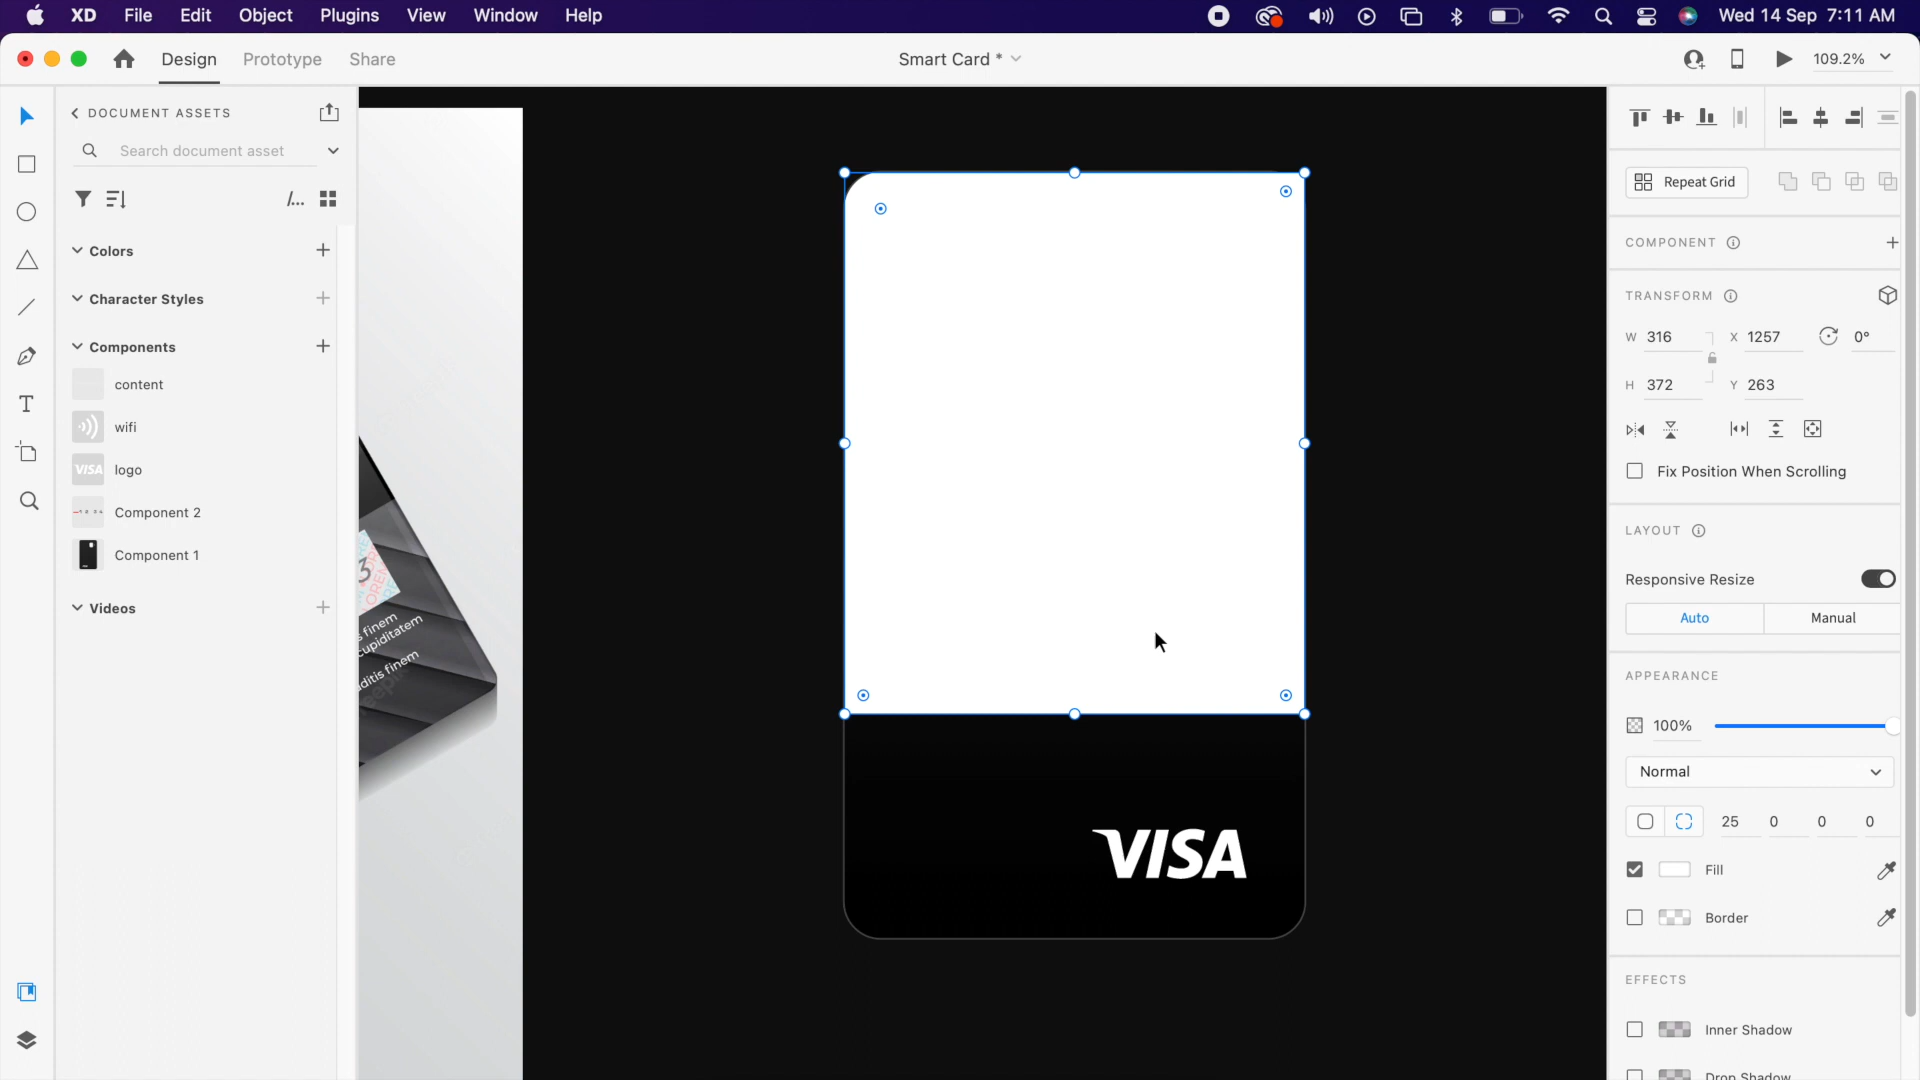 XD File Edit Object Plugins View Window Help Wed 14 Sep 7:11 AM
Design Prototype Share Smart Card * 109.2%
DOCUMENT ASSETS
Search document asset
/...
Colors
Character Styles
Components
content
wifi
VISA logo
Component 2
Component 1
Videos
3
s finem
cupiditatem
ditis finem
VISA
Repeat Grid
COMPONENT
TRANSFORM
W 316 X 1257 0°
H 372 Y 263
Fix Position When Scrolling
LAYOUT
Responsive Resize
Auto Manual
APPEARANCE
100%
Normal
25 0 0 0
Fill
Border
EFFECTS
Inner Shadow
Drop Shadow